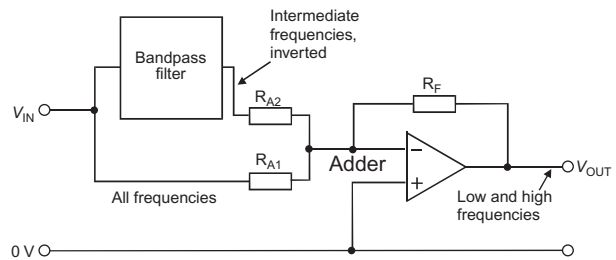 Intermediate
frequencies,
inverted
Bandpass
filter
R_F
V_IN
R_A2
R_A1
Adder
−
+
V_OUT
All frequencies
Low and high
frequencies
0 V